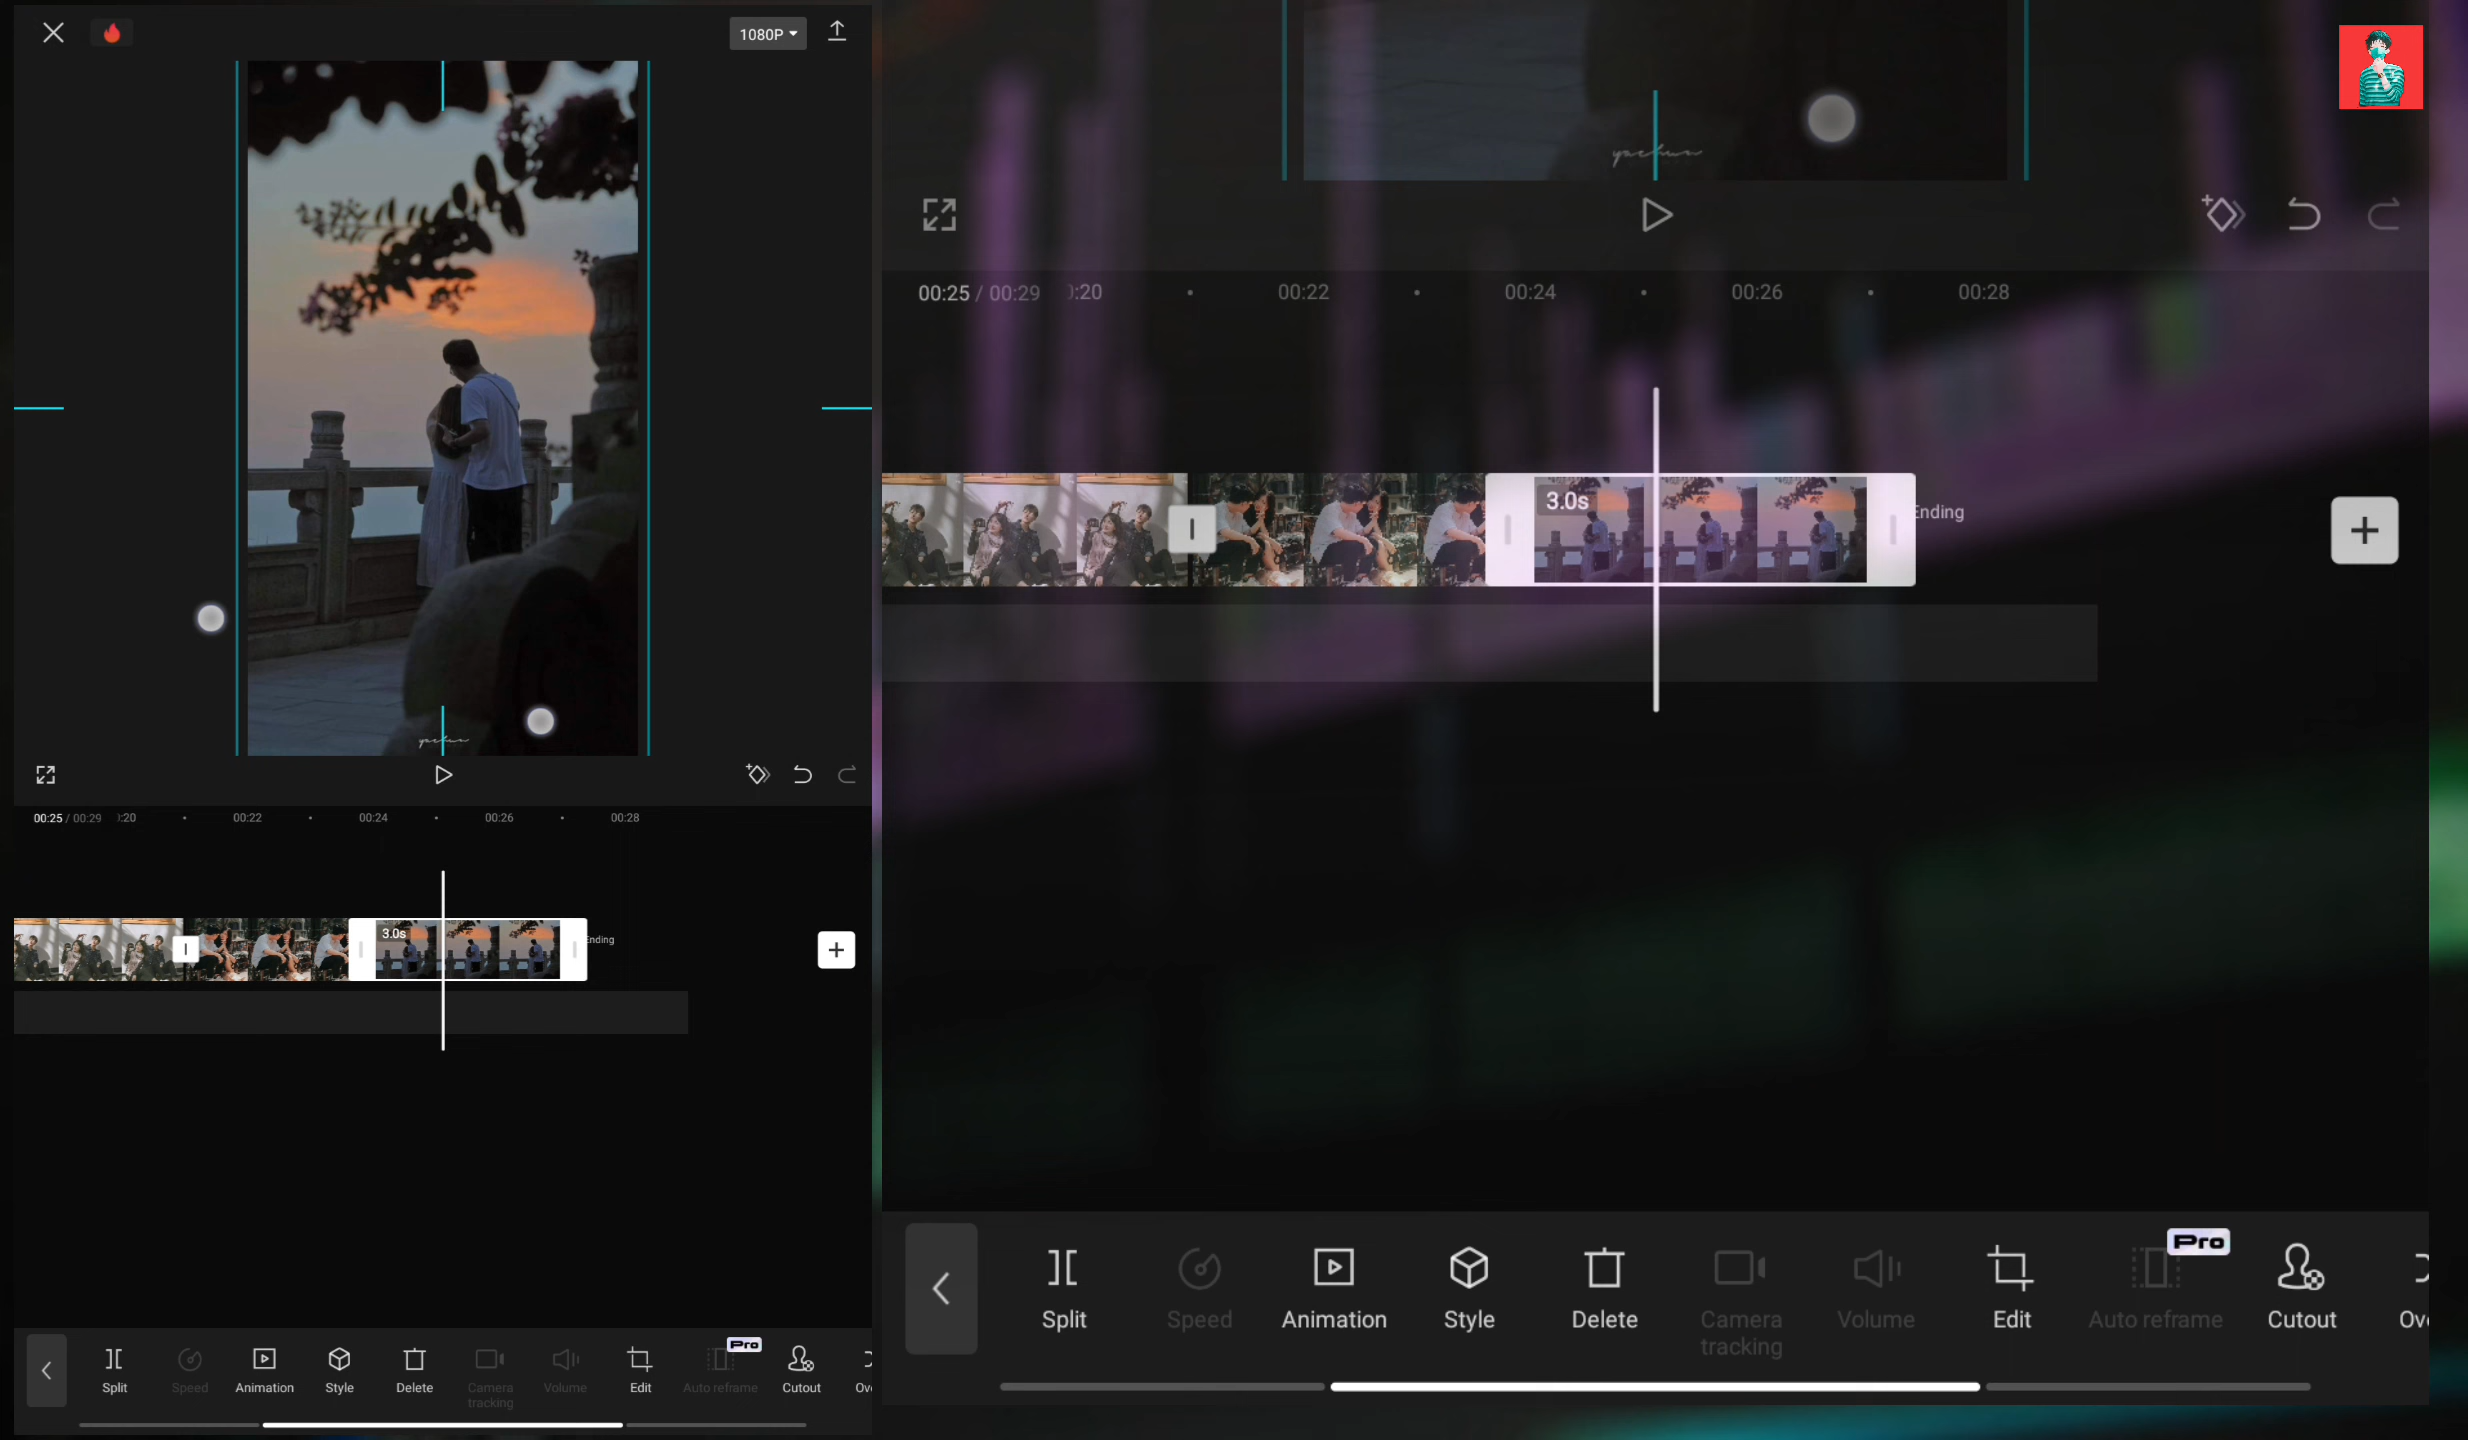 1080P
00:25 / 00:29 :20 00:22 00:24 00:26 00:28
3.0s
Ending
Split Speed Animation Style Delete Camera tracking Volume Edit Auto reframe Pro Cutout Ov
00:25 / 00:29 :20 00:22 00:24 00:26 00:28
3.0s
Ending
Split Speed Animation Style Delete Camera tracking Volume Edit Auto reframe Pro Cutout Ov